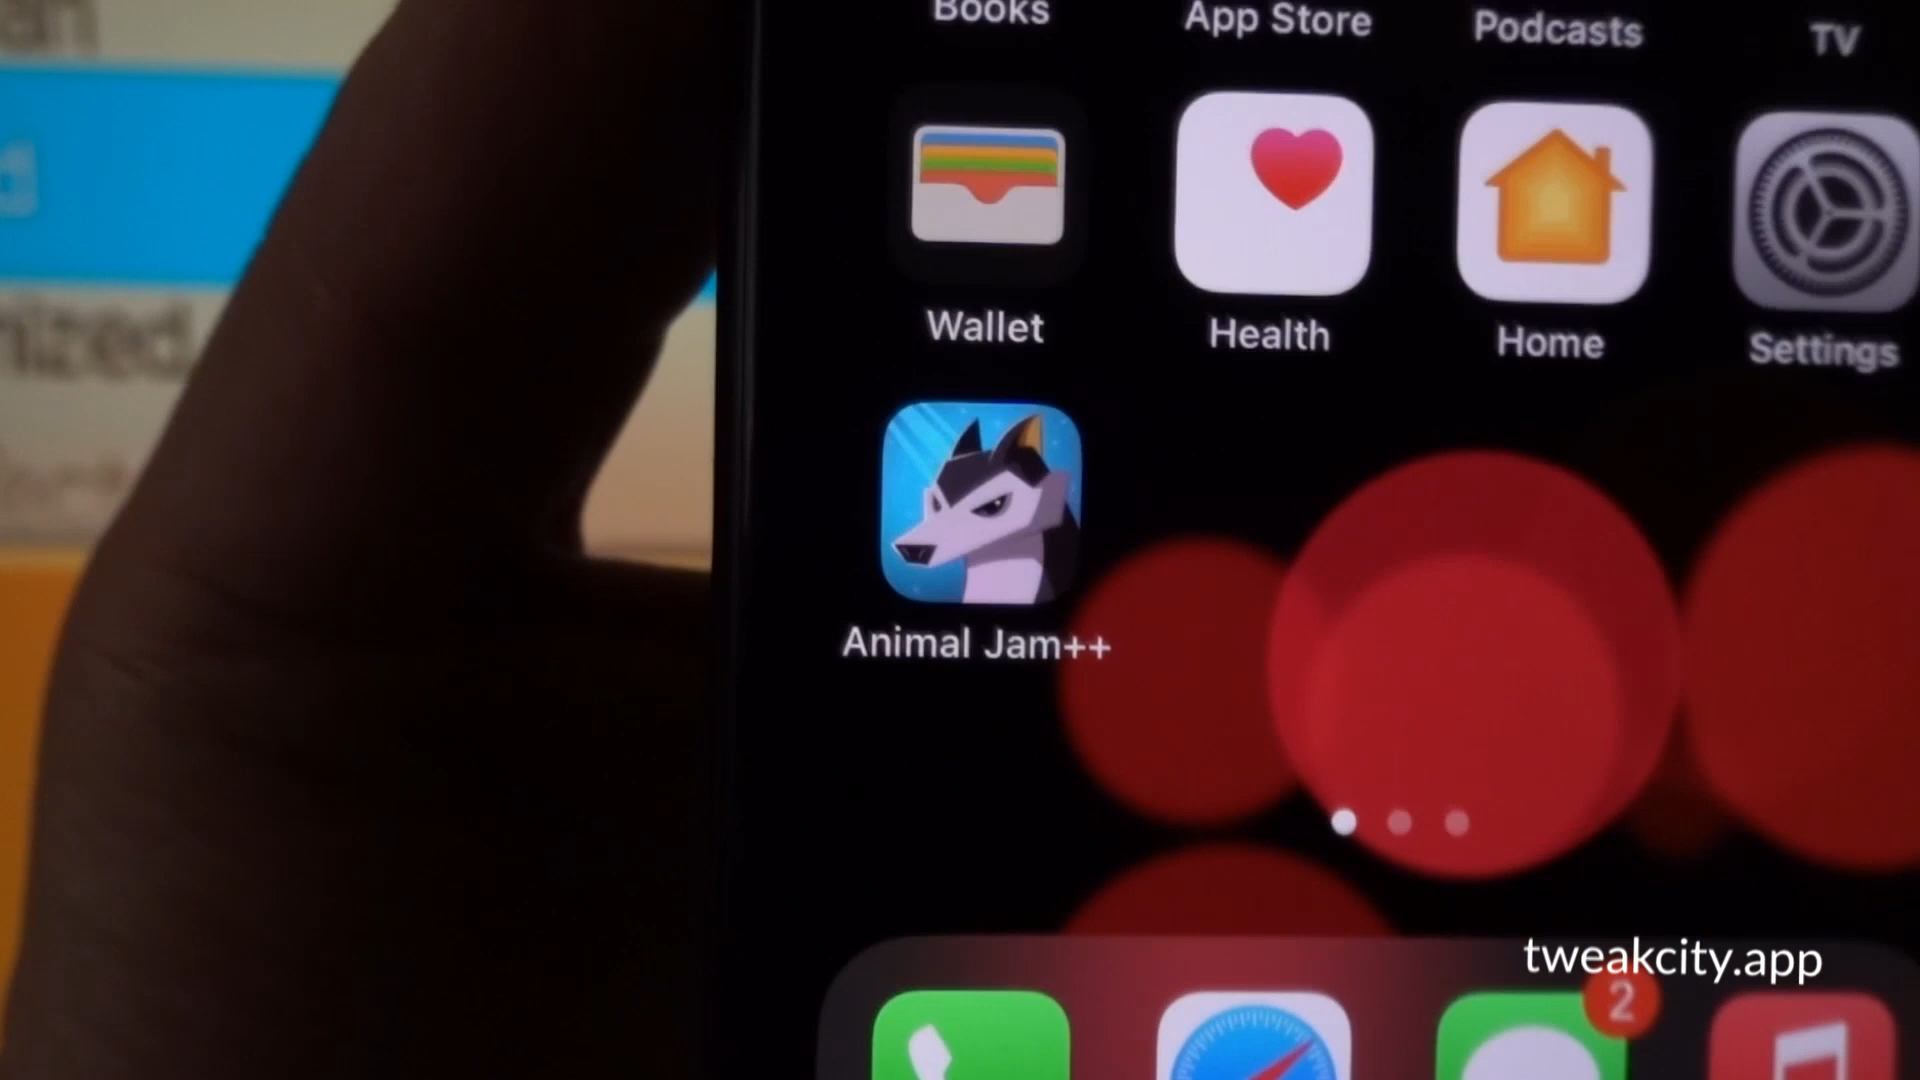 Books
App Store
Podcasts
TV
Wallet
Health
Home
Settings
Animal Jam++
tweakcity.app
2